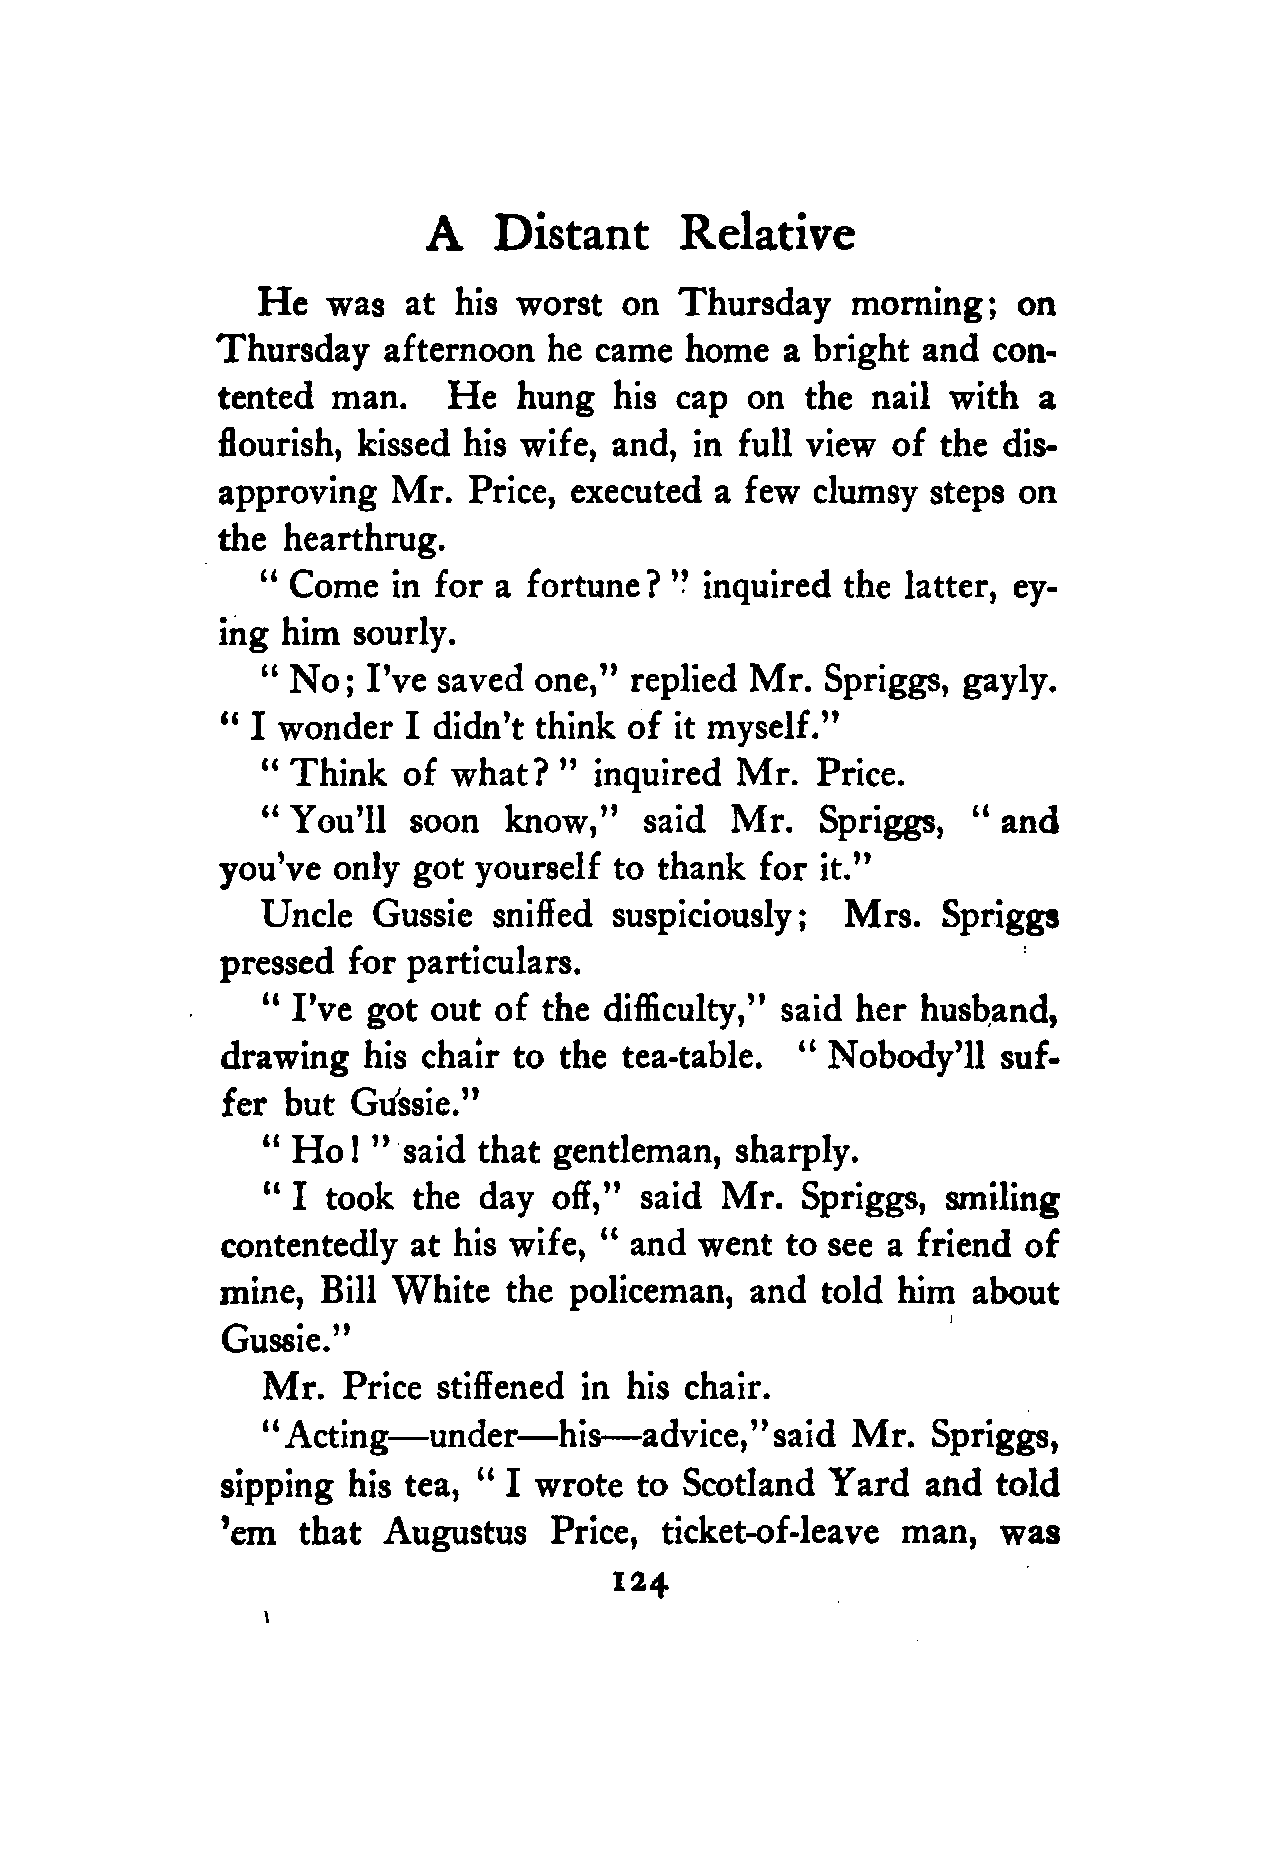 A Distant Relative
He was at his worst on Thursday morning; on
Thursday afternoon he came home a bright and con-
tented man. He hung his cap on the nail with a
flourish, kissed his wife, and, in full view of the dis-
approving Mr. Price, executed a few clumsy steps on
the hearthrug.
" Come in for a fortune? " inquired the latter, ey-
ing him sourly.
" No; I've saved one," replied Mr. Spriggs, gayly.
" I wonder I didn't think of it myself."
" Think of what? " inquired Mr. Price.
" You'll soon know," said Mr. Spriggs, " and
you've only got yourself to thank for it."
Uncle Gussie sniffed suspiciously; Mrs. Spriggs
pressed for particulars.
" I've got out of the difficulty," said her husband,
drawing his chair to the tea-table. " Nobody'll suf-
fer but Gussie."
" Ho! " said that gentleman, sharply.
" I took the day off," said Mr. Spriggs, smiling
contentedly at his wife, " and went to see a friend of
mine, Bill White the policeman, and told him about
Gussie."
Mr. Price stiffened in his chair.
"Acting—under—his—advice," said Mr. Spriggs,
sipping his tea, " I wrote to Scotland Yard and told
'em that Augustus Price, ticket-of-leave man, was
124